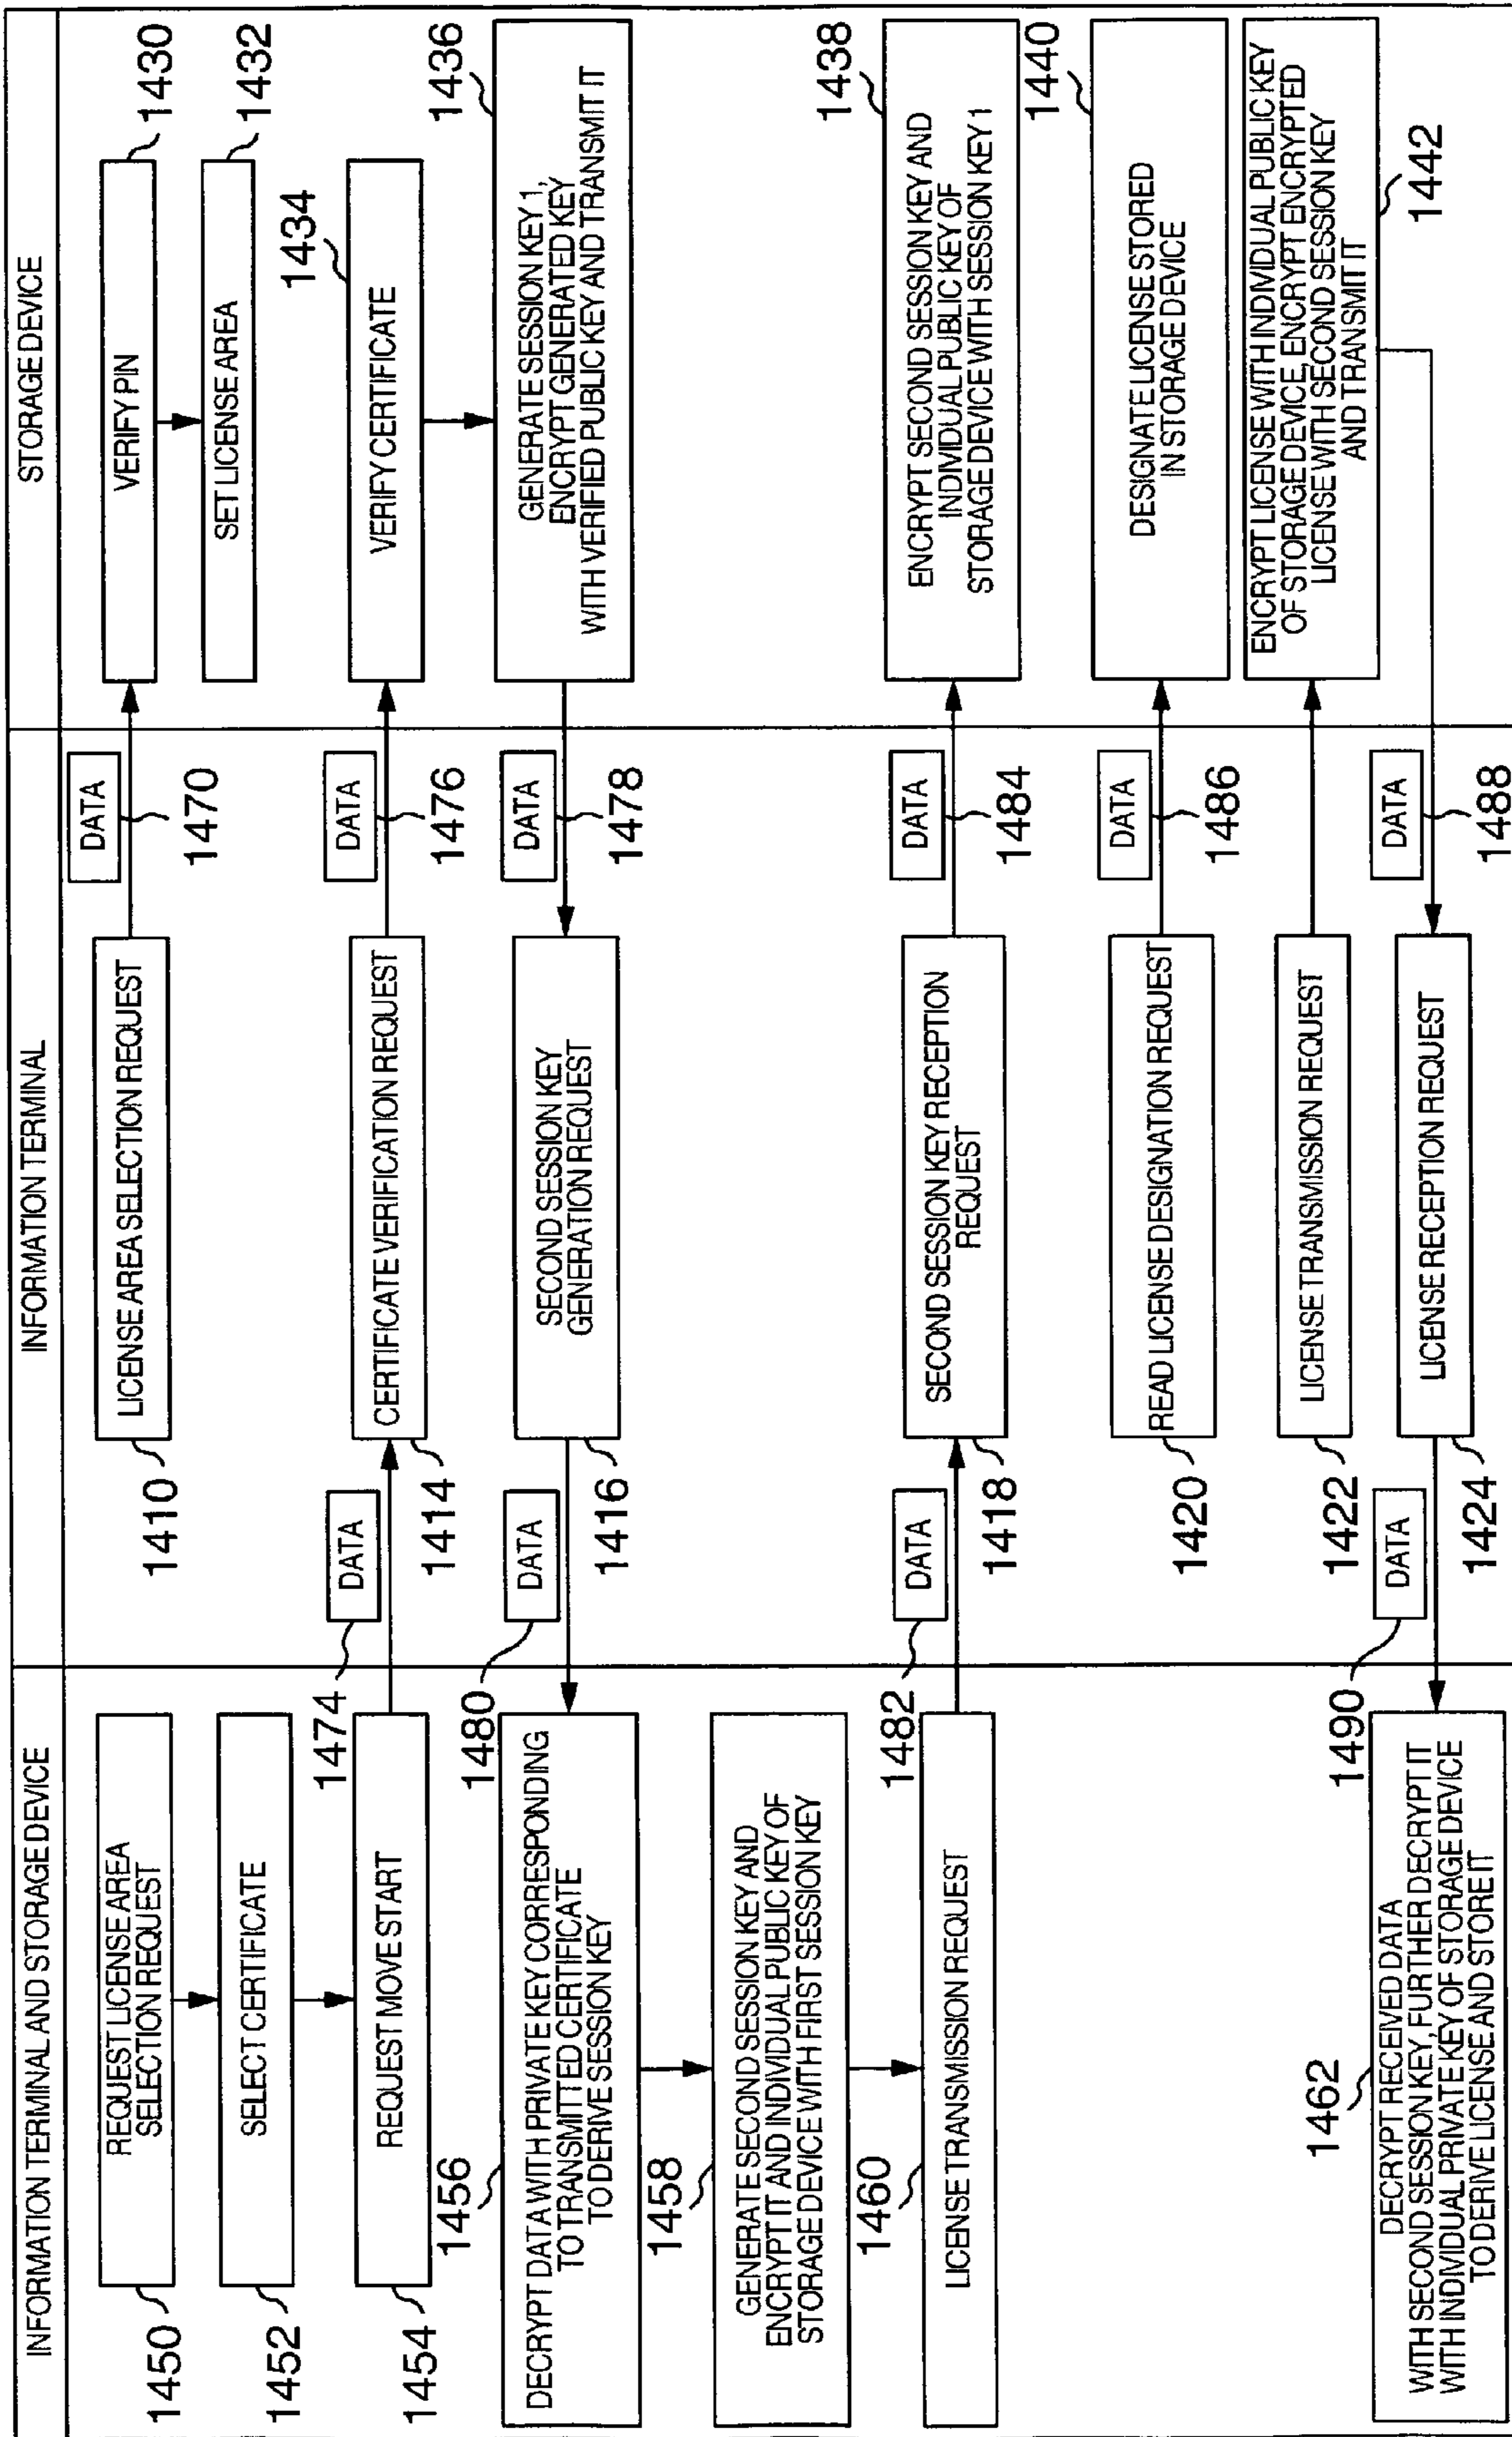 INFORMATION TERMINAL AND STORAGE DEVICE
INFORMATION TERMINAL
STORAGE DEVICE
REQUEST LICENSE AREA
SELECTION REQUEST
1450
LICENSE AREA SELECTION REQUEST
1410
DATA
1470
VERIFY PIN
1430
SELECT CERTIFICATE
1452
SET LICENSE AREA
1432
REQUEST MOVE START
1454
DATA
1474
CERTIFICATE VERIFICATION REQUEST
1414
DATA
1476
VERIFY CERTIFICATE
1434
DECRYPT DATA WITH PRIVATE KEY CORRESPONDING
TO TRANSMITTED CERTIFICATE
TO DERIVE SESSION KEY
1456
DATA
1480
SECOND SESSION KEY
GENERATION REQUEST
1416
DATA
1478
GENERATE SESSION KEY 1,
ENCRYPT GENERATED KEY
WITH VERIFIED PUBLIC KEY AND TRANSMIT IT
1436
GENERATE SECOND SESSION KEY AND
ENCRYPT IT AND INDIVIDUAL PUBLIC KEY OF
STORAGE DEVICE WITH FIRST SESSION KEY
1458
LICENSE TRANSMISSION REQUEST
1460
DATA
1482
SECOND SESSION KEY RECEPTION
REQUEST
1418
DATA
1484
ENCRYPT SECOND SESSION KEY AND
INDIVIDUAL PUBLIC KEY OF
STORAGE DEVICE WITH SESSION KEY 1
1438
READ LICENSE DESIGNATION REQUEST
1420
DATA
1486
DESIGNATE LICENSE STORED
IN STORAGE DEVICE
1440
LICENSE TRANSMISSION REQUEST
1422
ENCRYPT LICENSE WITH INDIVIDUAL PUBLIC KEY
OF STORAGE DEVICE, ENCRYPT ENCRYPTED
LICENSE WITH SECOND SESSION KEY
AND TRANSMIT IT
1442
DECRYPT RECEIVED DATA
WITH SECOND SESSION KEY, FURTHER DECRYPT IT
WITH INDIVIDUAL PRIVATE KEY OF STORAGE DEVICE
TO DERIVE LICENSE AND STORE IT
1462
DATA
1490
LICENSE RECEPTION REQUEST
1424
DATA
1488